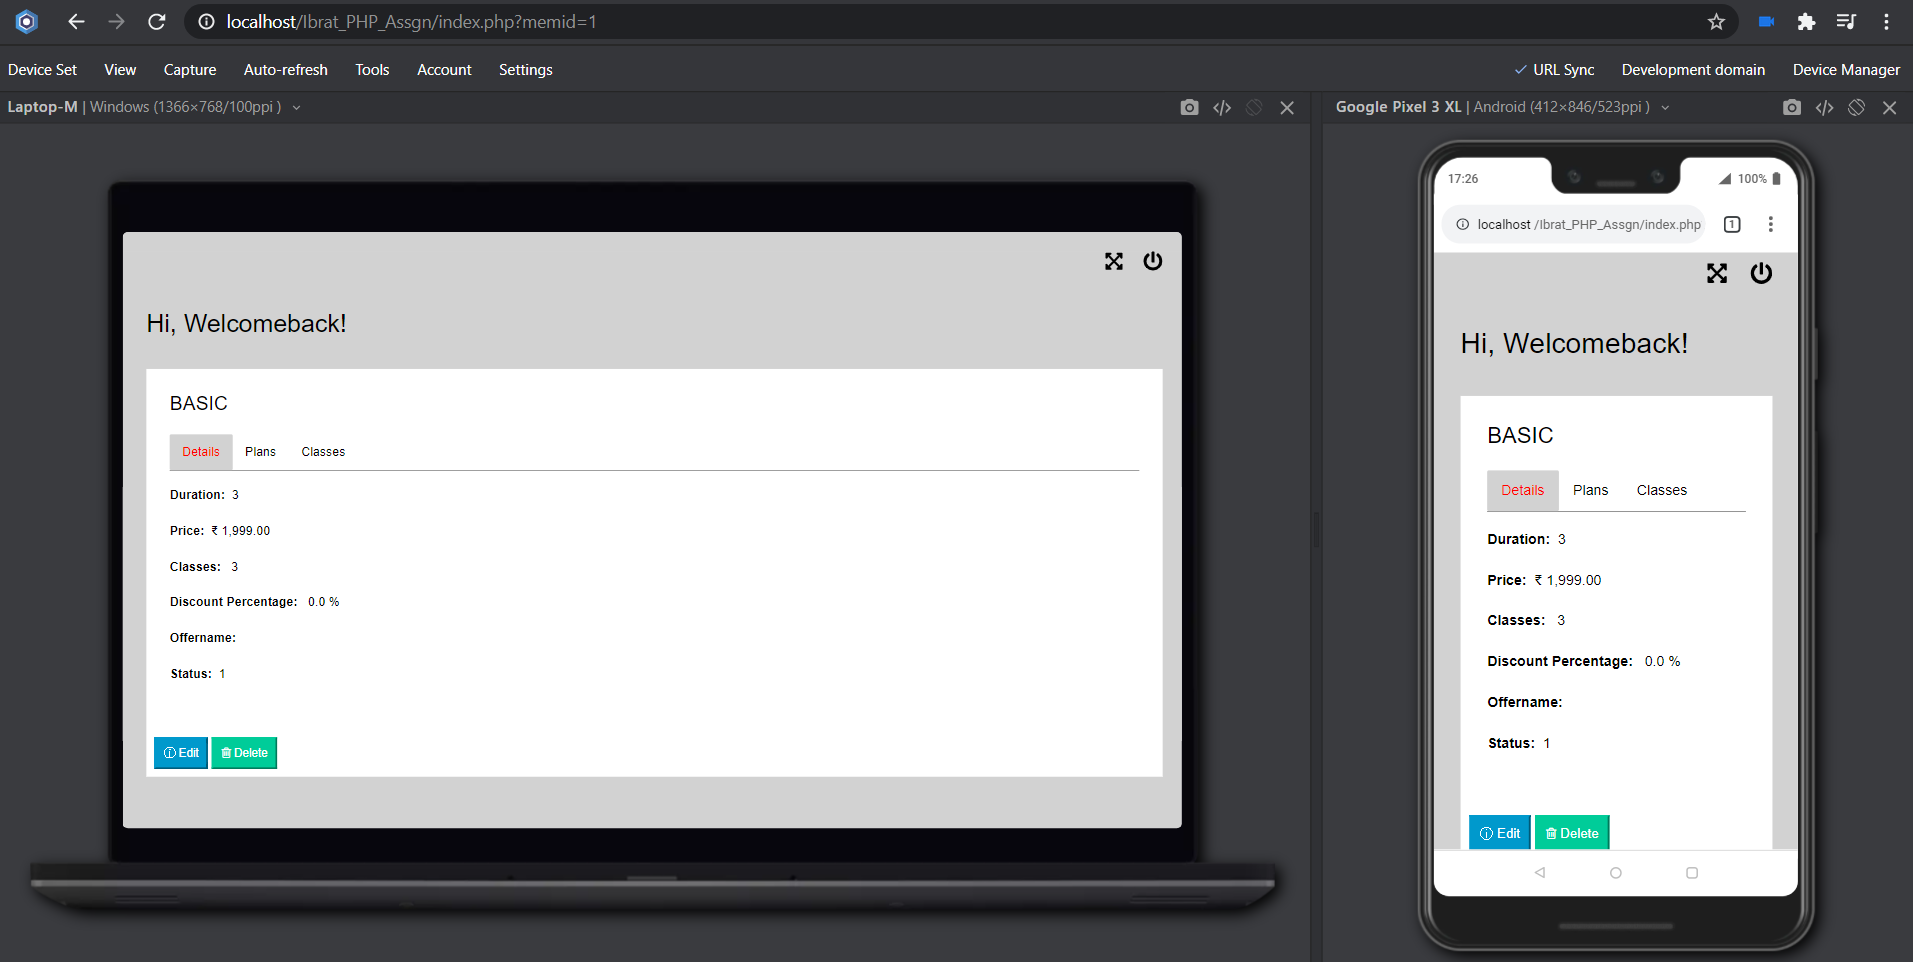 localhost/Ibrat_PHP_Assgn/index.php?memid=1
Device Set View Capture Auto-refresh Tools Account Settings URL Sync Development domain Device Manager
Laptop-M | Windows (1366×768/100ppi )
Hi, Welcomeback!
BASIC
Details Plans Classes
Duration: 3
Price: ₹ 1,999.00
Classes: 3
Discount Percentage: 0.0 %
Offername:
Status: 1
Edit Delete
Google Pixel 3 XL | Android (412×846/523ppi )
17:26 100%
localhost /Ibrat_PHP_Assgn/index.php 1
Hi, Welcomeback!
BASIC
Details Plans Classes
Duration: 3
Price: ₹ 1,999.00
Classes: 3
Discount Percentage: 0.0 %
Offername:
Status: 1
Edit Delete